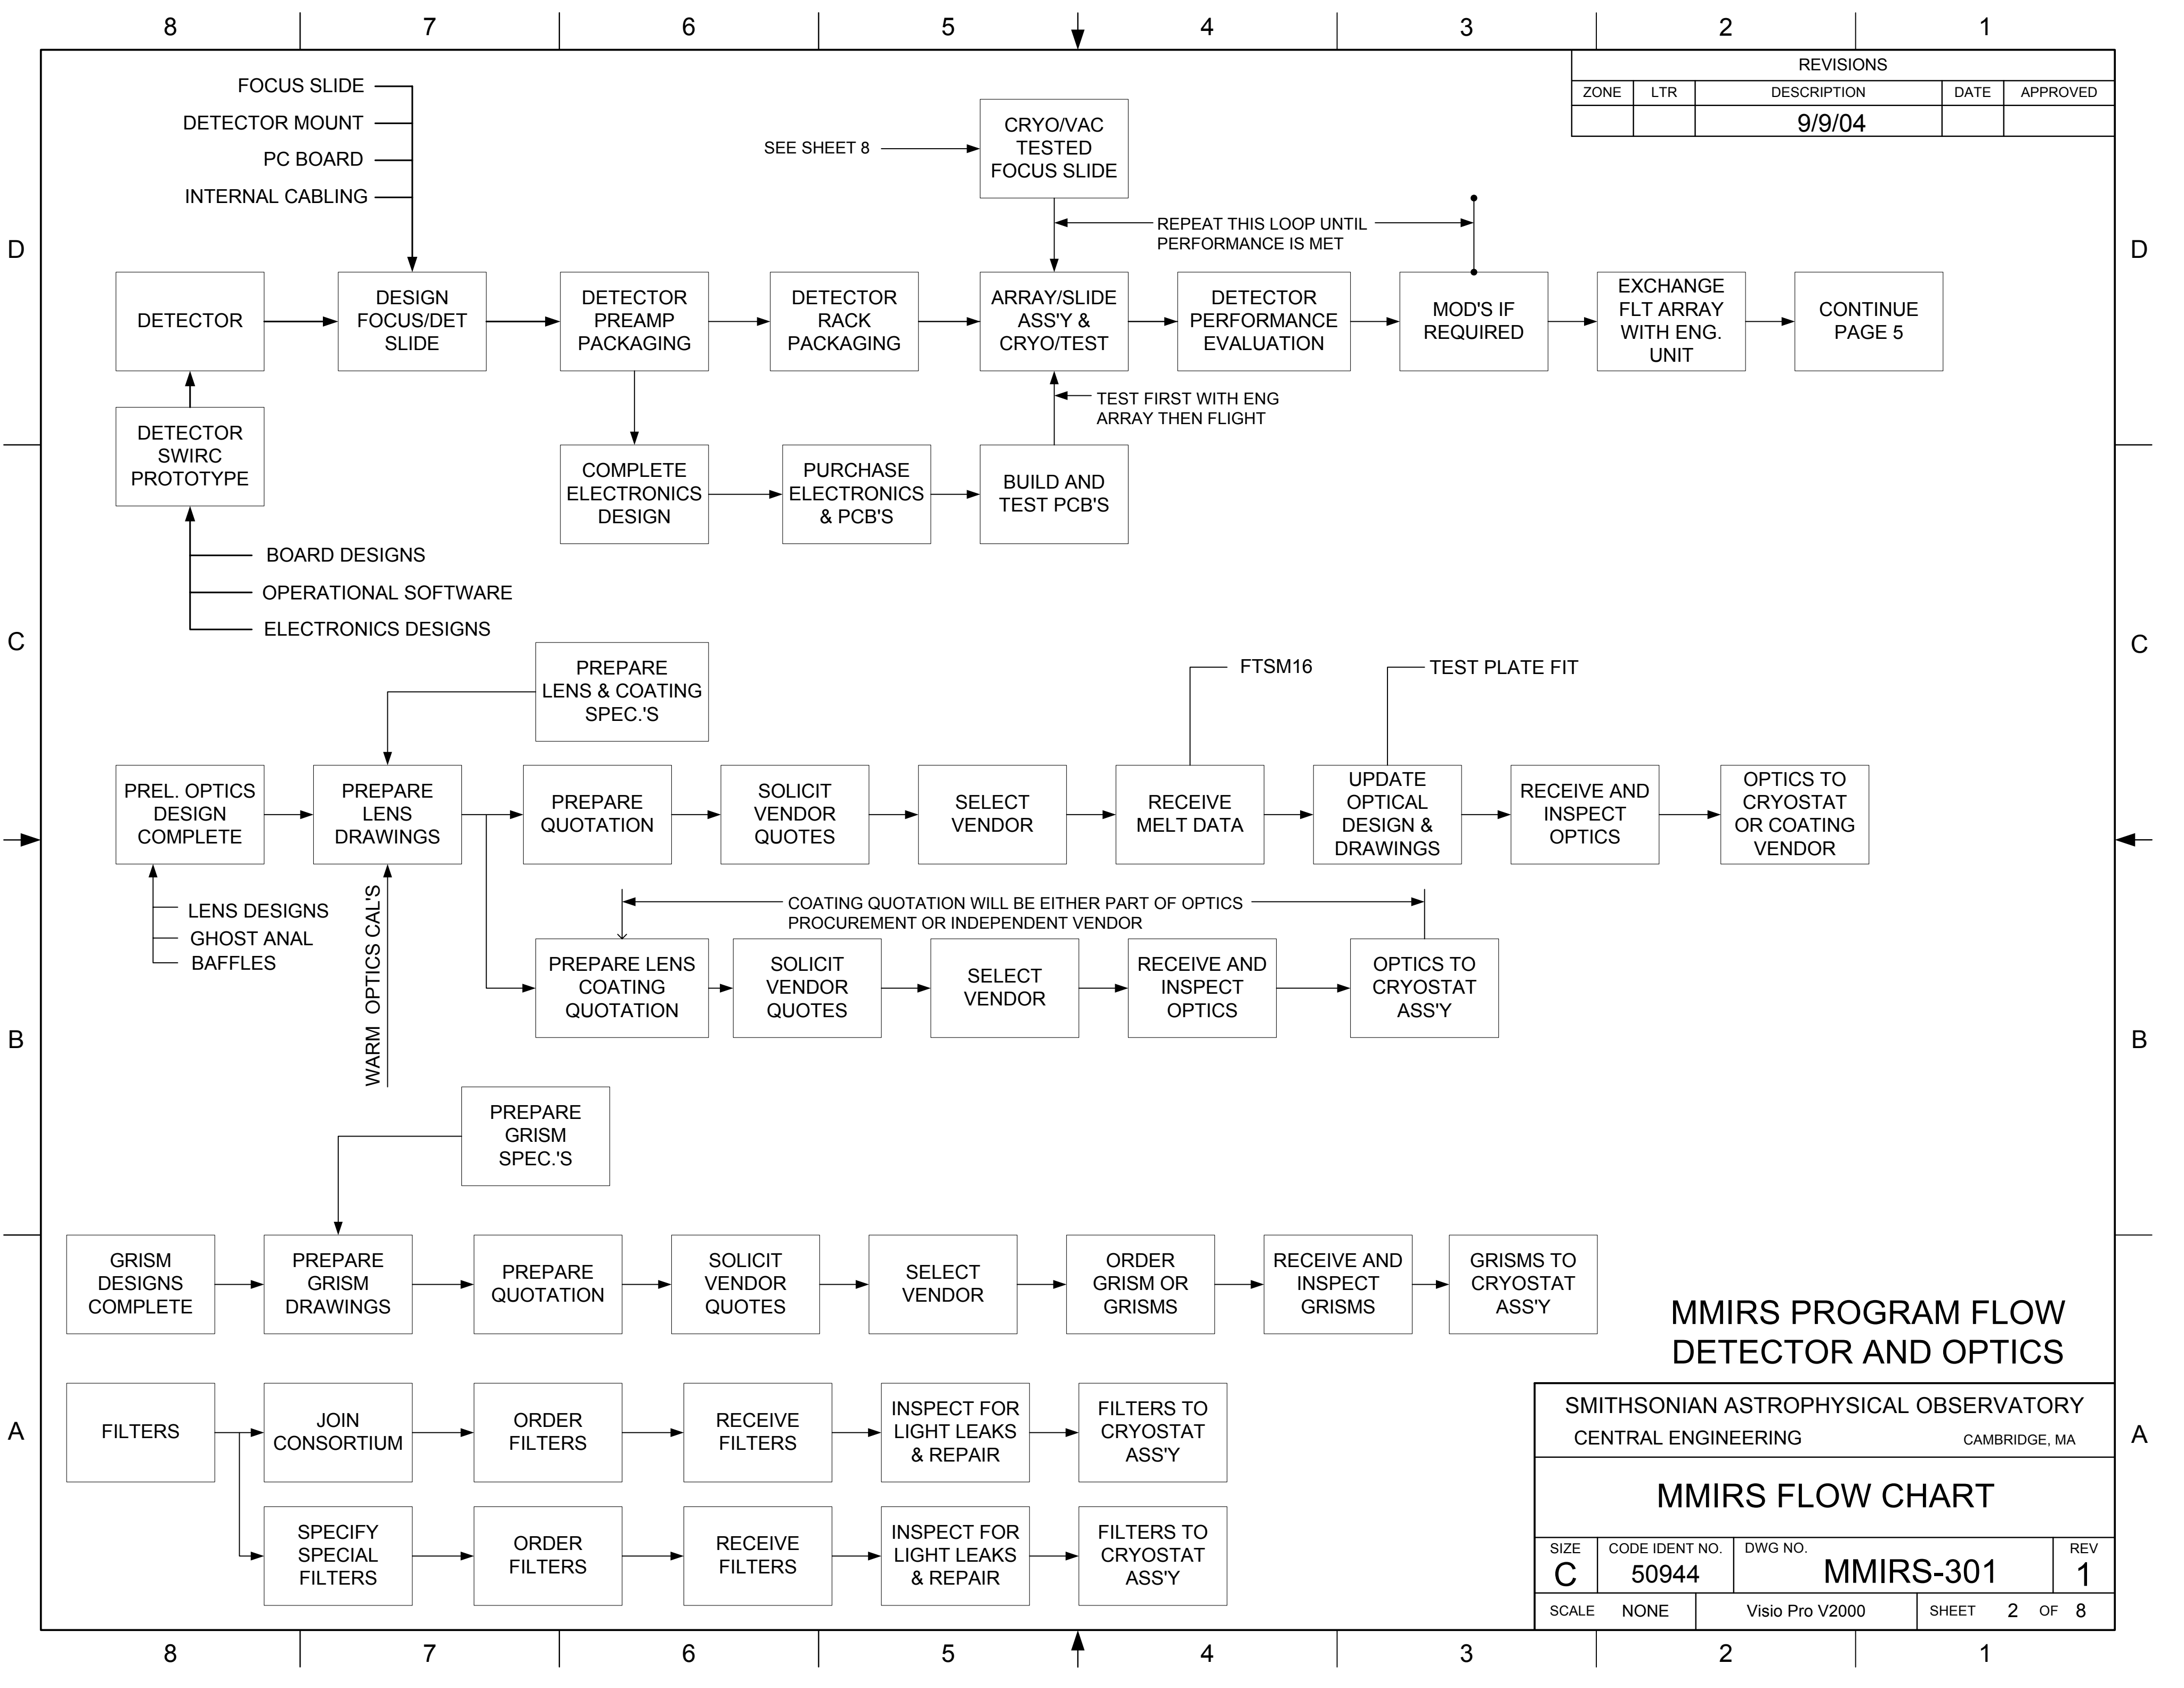 8 7 6 5 4 3 2 1
REVISIONS
ZONE LTR DESCRIPTION DATE APPROVED
9/9/04
FOCUS SLIDE
DETECTOR MOUNT
PC BOARD
INTERNAL CABLING
SEE SHEET 8
CRYO/VAC
TESTED
FOCUS SLIDE
REPEAT THIS LOOP UNTIL
PERFORMANCE IS MET
D
D
DETECTOR
DESIGN
FOCUS/DET
SLIDE
DETECTOR
PREAMP
PACKAGING
DETECTOR
RACK
PACKAGING
ARRAY/SLIDE
ASS'Y &
CRYO/TEST
DETECTOR
PERFORMANCE
EVALUATION
MOD'S IF
REQUIRED
EXCHANGE
FLT ARRAY
WITH ENG.
UNIT
CONTINUE
PAGE 5
TEST FIRST WITH ENG
ARRAY THEN FLIGHT
DETECTOR
SWIRC
PROTOTYPE
COMPLETE
ELECTRONICS
DESIGN
PURCHASE
ELECTRONICS
& PCB'S
BUILD AND
TEST PCB'S
BOARD DESIGNS
OPERATIONAL SOFTWARE
ELECTRONICS DESIGNS
C
C
PREPARE
LENS & COATING
SPEC.'S
FTSM16
TEST PLATE FIT
PREL. OPTICS
DESIGN
COMPLETE
PREPARE
LENS
DRAWINGS
PREPARE
QUOTATION
SOLICIT
VENDOR
QUOTES
SELECT
VENDOR
RECEIVE
MELT DATA
UPDATE
OPTICAL
DESIGN &
DRAWINGS
RECEIVE AND
INSPECT
OPTICS
OPTICS TO
CRYOSTAT
OR COATING
VENDOR
LENS DESIGNS
GHOST ANAL
BAFFLES
WARM OPTICS CAL'S
COATING QUOTATION WILL BE EITHER PART OF OPTICS
PROCUREMENT OR INDEPENDENT VENDOR
PREPARE LENS
COATING
QUOTATION
SOLICIT
VENDOR
QUOTES
SELECT
VENDOR
RECEIVE AND
INSPECT
OPTICS
OPTICS TO
CRYOSTAT
ASS'Y
B
B
PREPARE
GRISM
SPEC.'S
GRISM
DESIGNS
COMPLETE
PREPARE
GRISM
DRAWINGS
PREPARE
QUOTATION
SOLICIT
VENDOR
QUOTES
SELECT
VENDOR
ORDER
GRISM OR
GRISMS
RECEIVE AND
INSPECT
GRISMS
GRISMS TO
CRYOSTAT
ASS'Y
MMIRS PROGRAM FLOW
DETECTOR AND OPTICS
A
A
FILTERS
JOIN
CONSORTIUM
ORDER
FILTERS
RECEIVE
FILTERS
INSPECT FOR
LIGHT LEAKS
& REPAIR
FILTERS TO
CRYOSTAT
ASS'Y
SPECIFY
SPECIAL
FILTERS
ORDER
FILTERS
RECEIVE
FILTERS
INSPECT FOR
LIGHT LEAKS
& REPAIR
FILTERS TO
CRYOSTAT
ASS'Y
SMITHSONIAN ASTROPHYSICAL OBSERVATORY
CENTRAL ENGINEERING CAMBRIDGE, MA
MMIRS FLOW CHART
SIZE CODE IDENT NO. DWG NO. REV
C 50944 MMIRS-301 1
SCALE NONE Visio Pro V2000 SHEET 2 OF 8
8 7 6 5 4 3 2 1